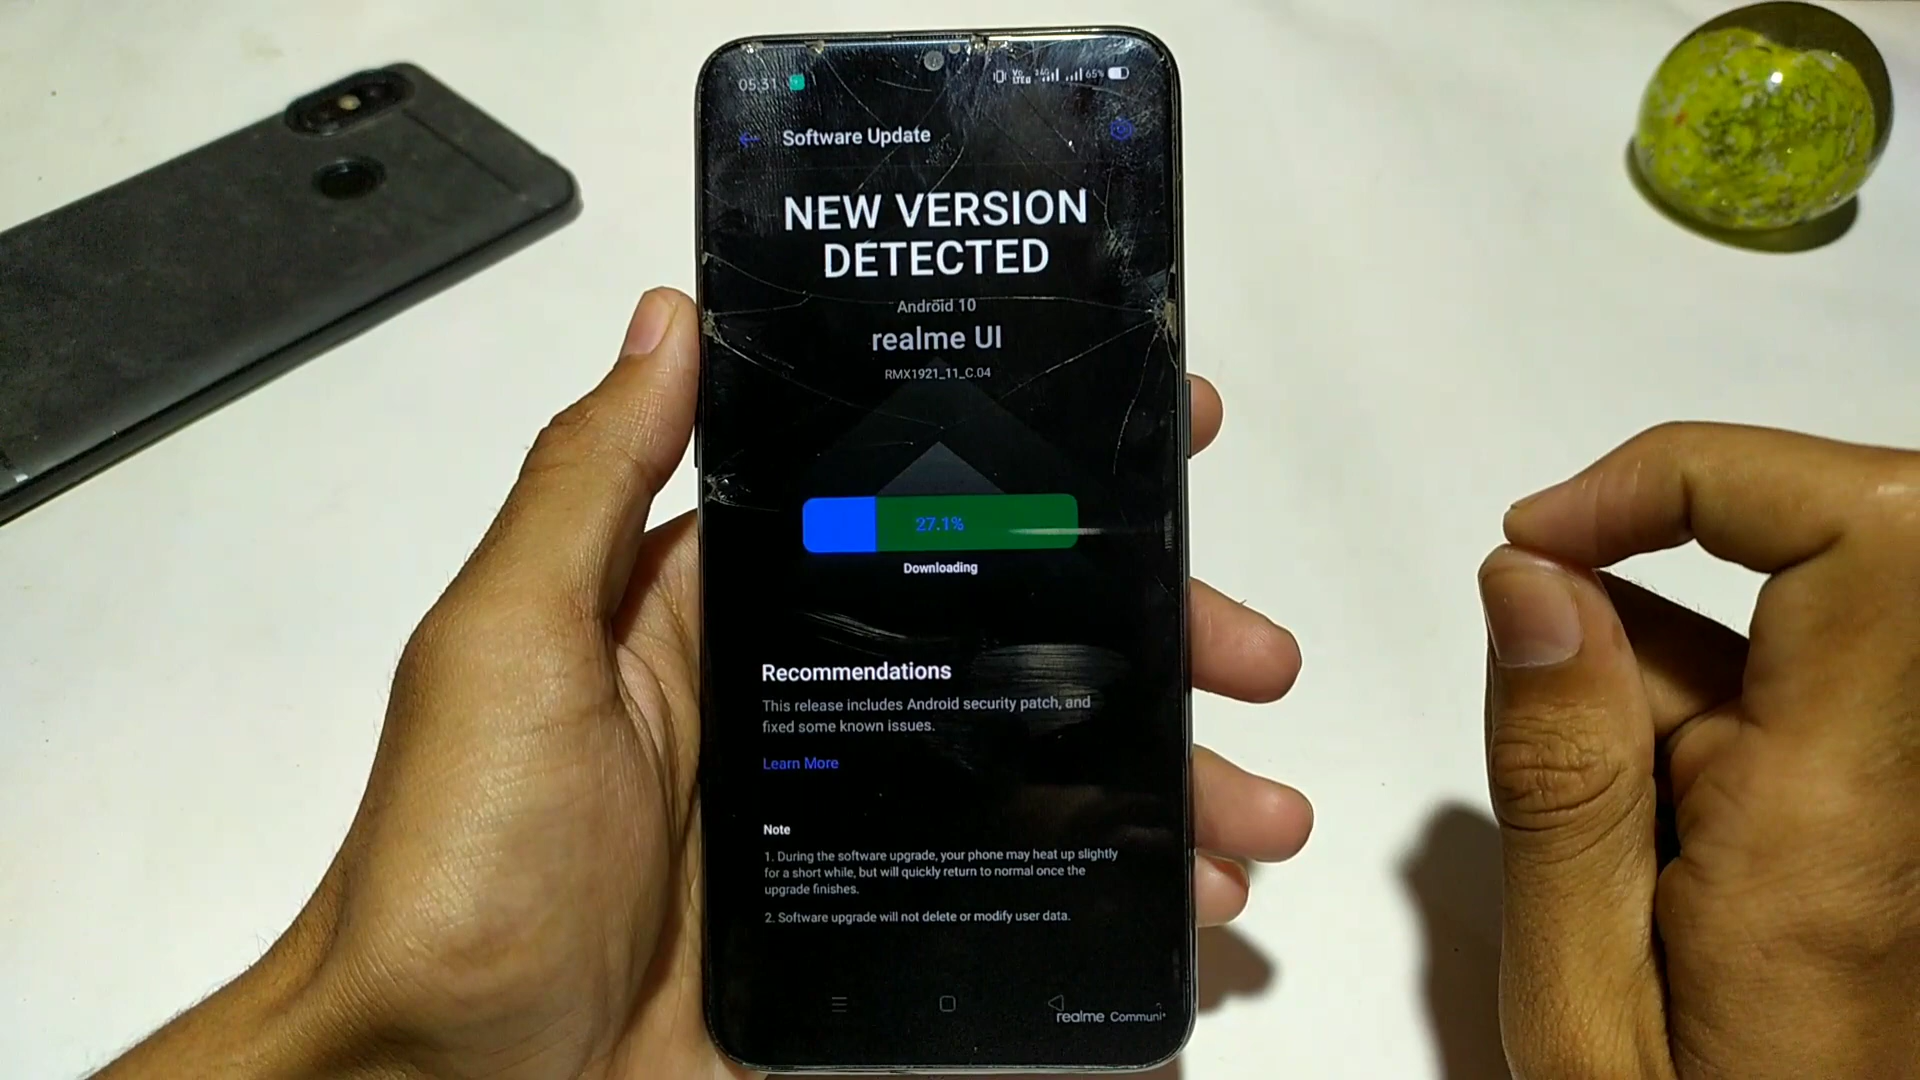 05:31
65%
Software Update
NEW VERSION
DETECTED
Android 10
realme UI
RMX1921_11_C.04
27.1%
Downloading
Recommendations
This release includes Android security patch, and
fixed some known issues.
Learn More
Note
1. During the software upgrade, your phone may heat up slightly
for a short while, but will quickly return to normal once the
upgrade finishes.
2. Software upgrade will not delete or modify user data.
realme Communi